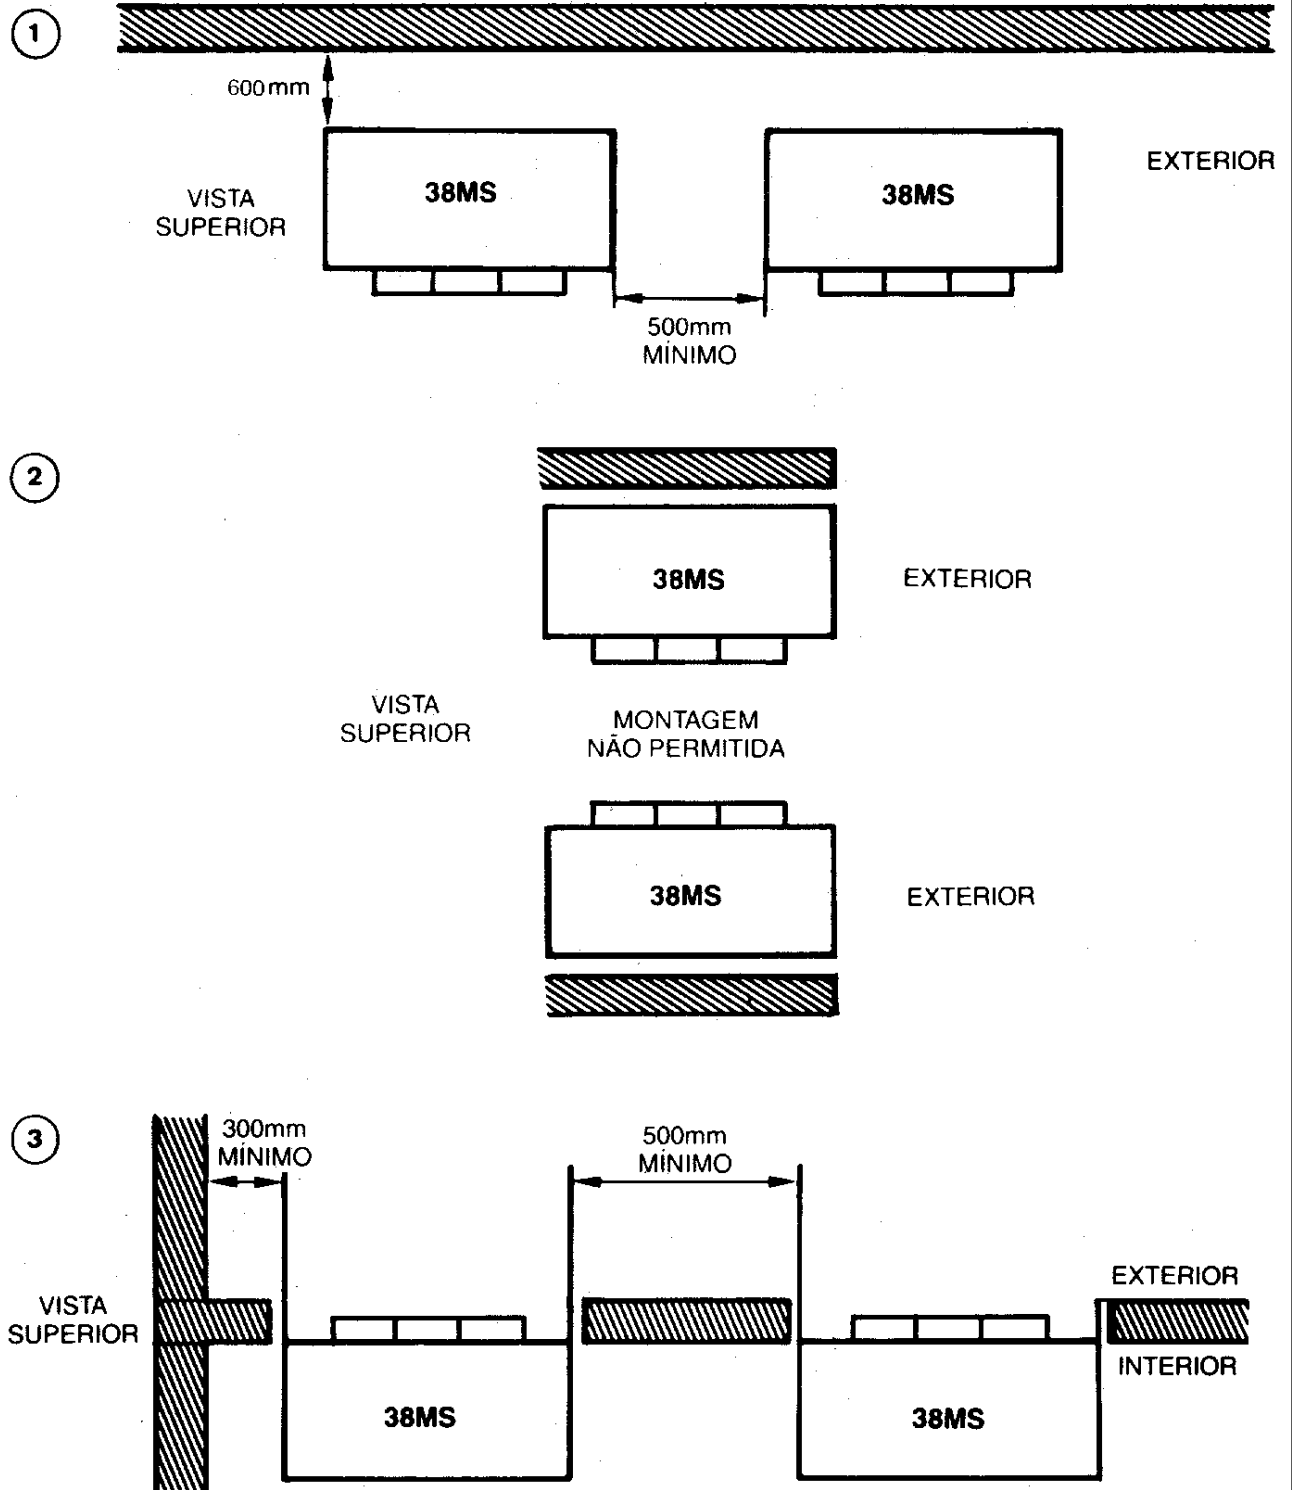 1
600mm
EXTERIOR
VISTA
SUPERIOR
38MS
38MS
500mm
MÍNIMO
2
38MS
EXTERIOR
VISTA
SUPERIOR
MONTAGEM
NÃO PERMITIDA
38MS
EXTERIOR
3
300mm
MÍNIMO
500mm
MÍNIMO
VISTA
SUPERIOR
EXTERIOR
INTERIOR
38MS
38MS